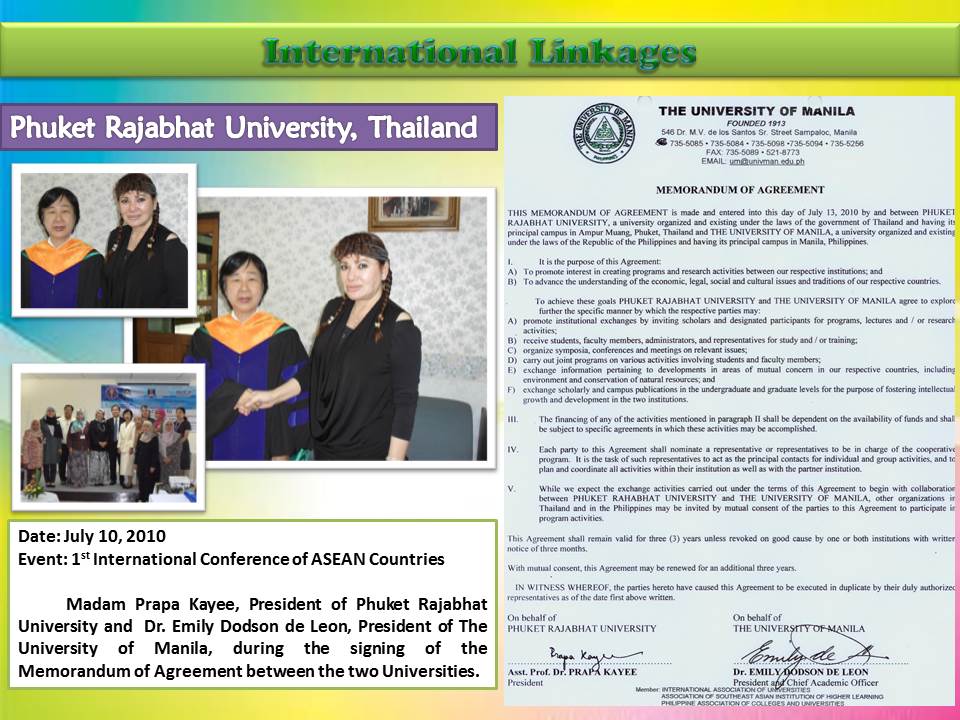 International Linkages
Phuket Rajabhat University, Thailand
Date: July 10, 2010
Event: 1st International Conference of ASEAN Countries
Madam Prapa Kayee, President of Phuket Rajabhat
University and Dr. Emily Dodson de Leon, President of The
University of Manila, during the signing of the
Memorandum of Agreement between the two Universities.
THE UNIVERSITY OF MANILA
FOUNDED 1913
546 Dr. M.V. de los Santos Sr. Street Sampaloc, Manila
735-5085 • 735-5084 • 735-5098 •735-5094 • 735-5256
FAX: 735-5089 • 521-8773
EMAIL: um@univman.edu.ph
THE UNIVERSITY OF MANILA
PHILIPPINES
MEMORANDUM OF AGREEMENT
THIS MEMORANDUM OF AGREEMENT is made and entered into this day of July 13, 2010 by and between PHUKET
RAJABHAT UNIVERSITY, a university organized and existing under the laws of the government of Thailand and having its
principal campus in Ampur Muang, Phuket, Thailand and THE UNIVERSITY OF MANILA, a university organized and existing
under the laws of the Republic of the Philippines and having its principal campus in Manila, Philippines.
I. It is the purpose of this Agreement:
A) To promote interest in creating programs and research activities between our respective institutions; and
B) To advance the understanding of the economic, legal, social and cultural issues and traditions of our respective countries.
To achieve these goals PHUKET RAJABHAT UNIVERSITY and THE UNIVERSITY OF MANILA agree to explore
further the specific manner by which the respective parties may:
A) promote institutional exchanges by inviting scholars and designated participants for programs, lectures and / or research
activities;
B) receive students, faculty members, administrators, and representatives for study and / or training;
C) organize symposia, conferences and meetings on relevant issues;
D) carry out joint programs on various activities involving students and faculty members;
E) exchange information pertaining to developments in areas of mutual concern in our respective countries, including
environment and conservation of natural resources; and
F) exchange scholarly and campus publications in the undergraduate and graduate levels for the purpose of fostering intellectual
growth and development in the two institutions.
III. The financing of any of the activities mentioned in paragraph II shall be dependent on the availability of funds and shall
be subject to specific agreements in which these activities may be accomplished.
IV. Each party to this Agreement shall nominate a representative or representatives to be in charge of the cooperative
program. It is the task of such representatives to act as the principal contacts for individual and group activities, and to
plan and coordinate all activities within their institution as well as with the partner institution.
V. While we expect the exchange activities carried out under the terms of this Agreement to begin with collaboration
between PHUKET RAHABHAT UNIVERSITY and THE UNIVERSITY OF MANILA, other organizations in
Thailand and in the Philippines may be invited by mutual consent of the parties to this Agreement to participate in
program activities.
This Agreement shall remain valid for three (3) years unless revoked on good cause by one or both institutions with written
notice of three months.
With mutual consent, this Agreement may be renewed for an additional three years.
IN WITNESS WHEREOF, the parties hereto have caused this Agreement to be executed in duplicate by their duly authorized
representatives as of the date first above written.
On behalf of
PHUKET RAJABHAT UNIVERSITY
Prapa Kayee
Asst. Prof. Dr. PRAPA KAYEE
President
On behalf of
THE UNIVERSITY OF MANILA
Dr. EMILY DODSON DE LEON
President and Chief Academic Officer
Member: INTERNATIONAL ASSOCIATION OF UNIVERSITIES
ASSOCIATION OF SOUTHEAST ASIAN INSTITUTION OF HIGHER LEARNING
PHILIPPINE ASSOCIATION OF COLLEGES AND UNIVERSITIES